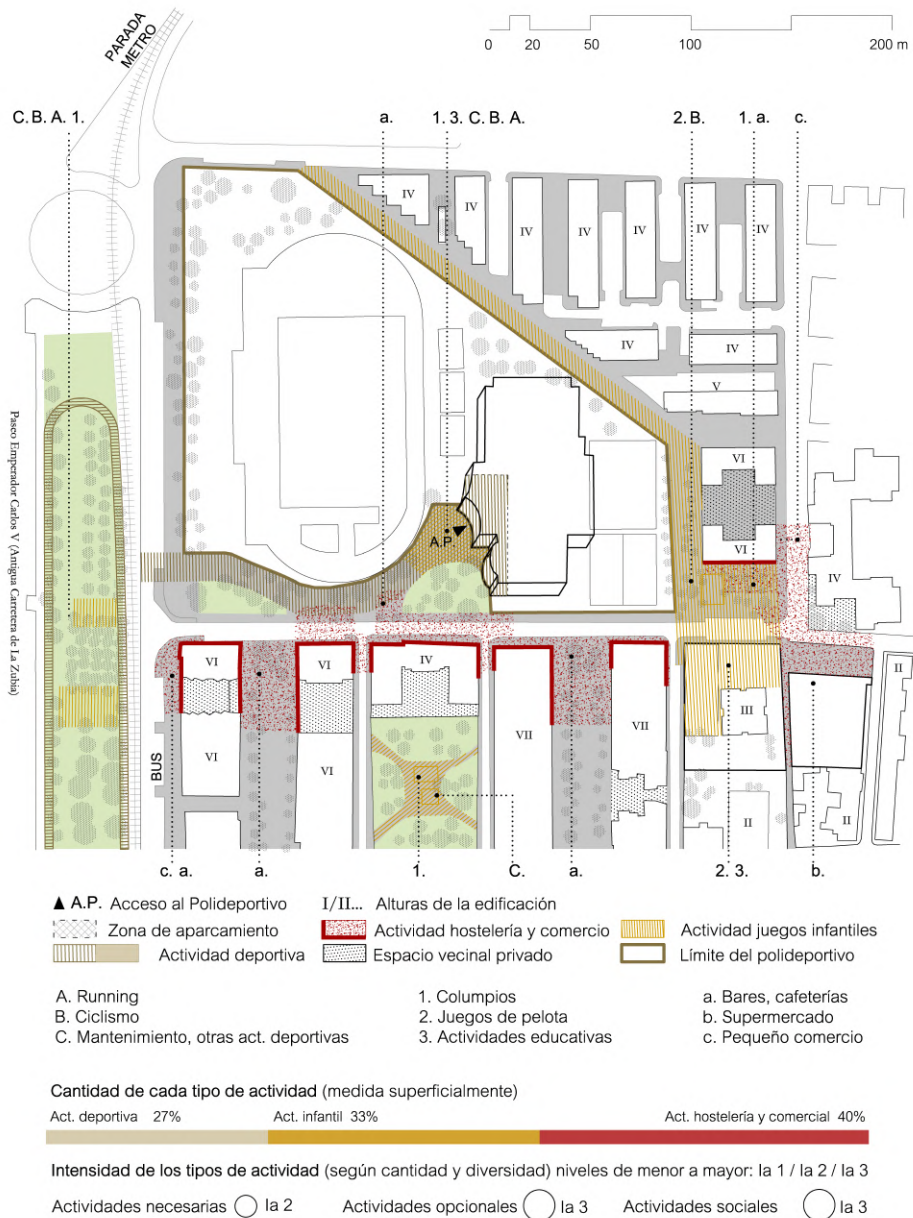 PARADA
METRO
0 20 50 100 200 m
C. B. A. 1. a. 1. 3. C. B. A. 2. B. 1. a. c.
IV IV IV IV IV IV IV
IV IV
V
VI
VI
IV
A.P.
Paseo Emperador Carlos V (Antigua Carretera de La Zubia)
VI VI IV
II
III
VII VII
VI VI
BUS
II II
c. a. a. 1. C. a. 2. 3. b.
A.P. Acceso al Polideportivo I/II... Alturas de la edificación
Zona de aparcamiento Actividad hostelería y comercio Actividad juegos infantiles
Actividad deportiva Espacio vecinal privado Límite del polideportivo
A. Running 1. Columpios a. Bares, cafeterías
B. Ciclismo 2. Juegos de pelota b. Supermercado
C. Mantenimiento, otras act. deportivas 3. Actividades educativas c. Pequeño comercio
Cantidad de cada tipo de actividad (medida superficialmente)
Act. deportiva 27% Act. infantil 33% Act. hostelería y comercial 40%
Intensidad de los tipos de actividad (según cantidad y diversidad) niveles de menor a mayor: Ia 1 / Ia 2 / Ia 3
Actividades necesarias Ia 2 Actividades opcionales Ia 3 Actividades sociales Ia 3